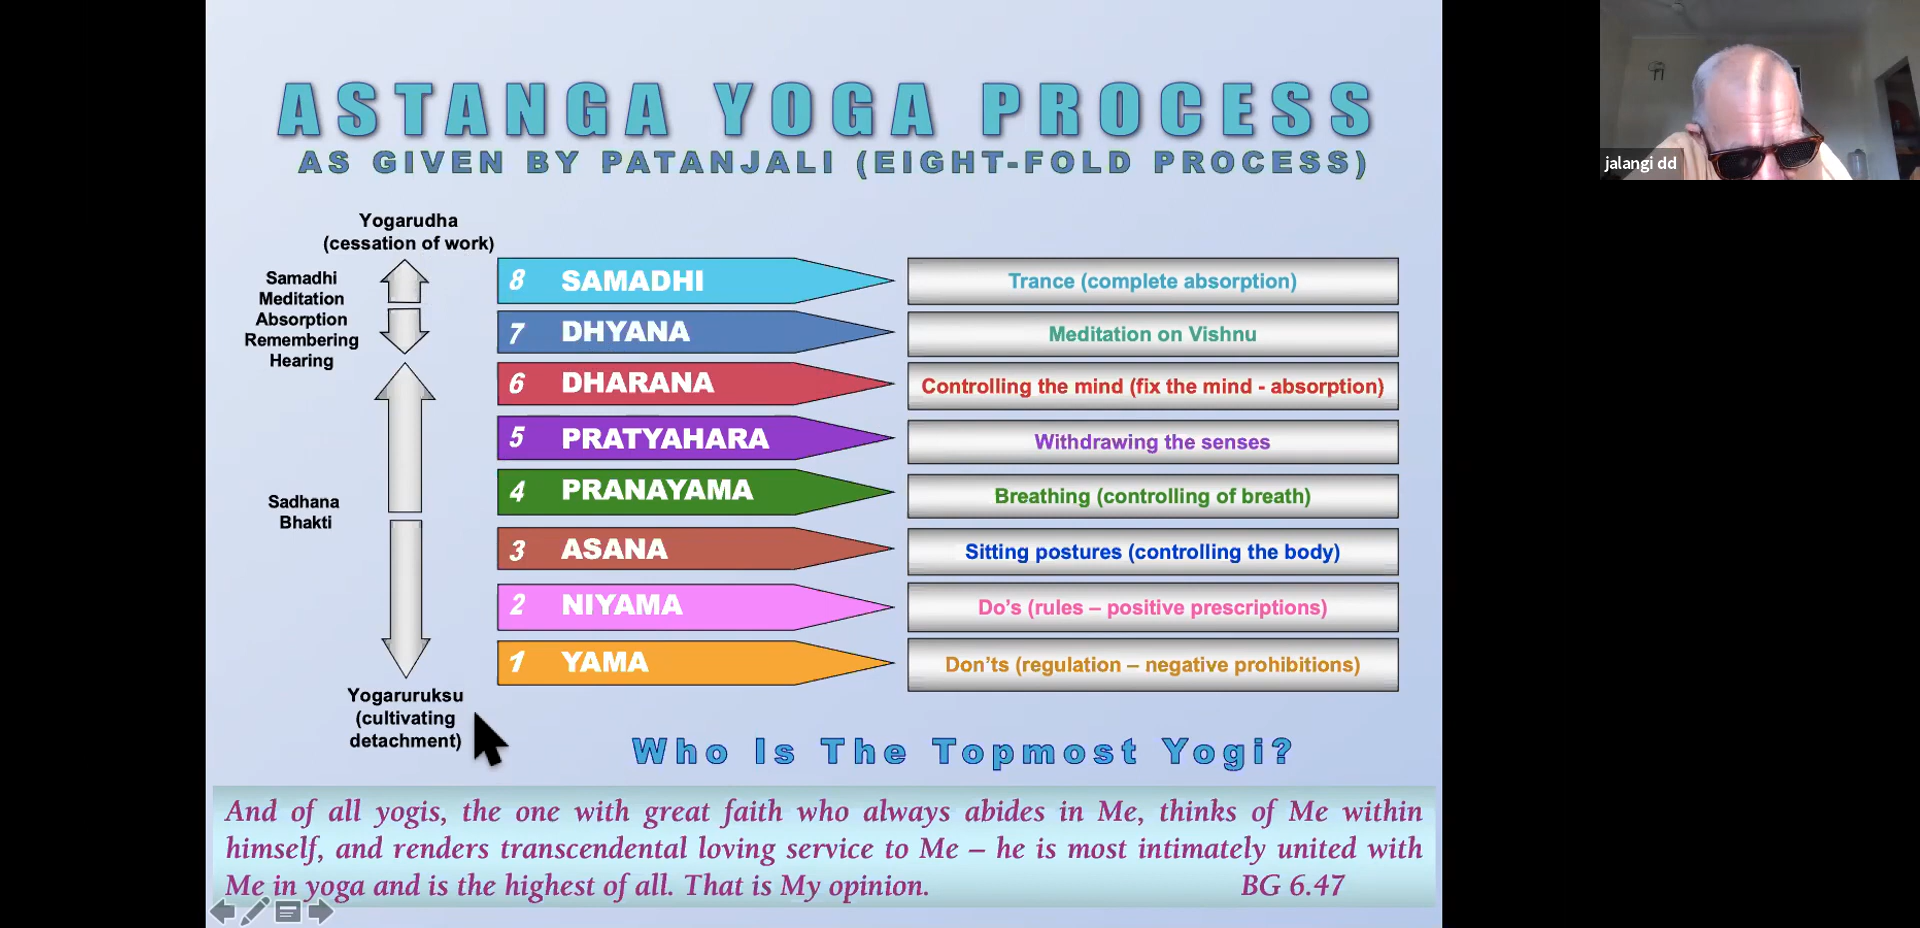 ASTANGA YOGA PROCESS
AS GIVEN BY PATANJALI (EIGHT-FOLD PROCESS)
jalangi dd
Yogarudha
(cessation of work)
Samadhi
Meditation
Absorption
Remembering
Hearing
Sadhana
Bhakti
Yogaruruksu
(cultivating
detachment)
8 SAMADHI Trance (complete absorption)
7 DHYANA Meditation on Vishnu
6 DHARANA Controlling the mind (fix the mind - absorption)
5 PRATYAHARA Withdrawing the senses
4 PRANAYAMA Breathing (controlling of breath)
3 ASANA Sitting postures (controlling the body)
2 NIYAMA Do's (rules – positive prescriptions)
1 YAMA Don'ts (regulation – negative prohibitions)
Who Is The Topmost Yogi?
And of all yogis, the one with great faith who always abides in Me, thinks of Me within
himself, and renders transcendental loving service to Me – he is most intimately united with
Me in yoga and is the highest of all. That is My opinion. BG 6.47